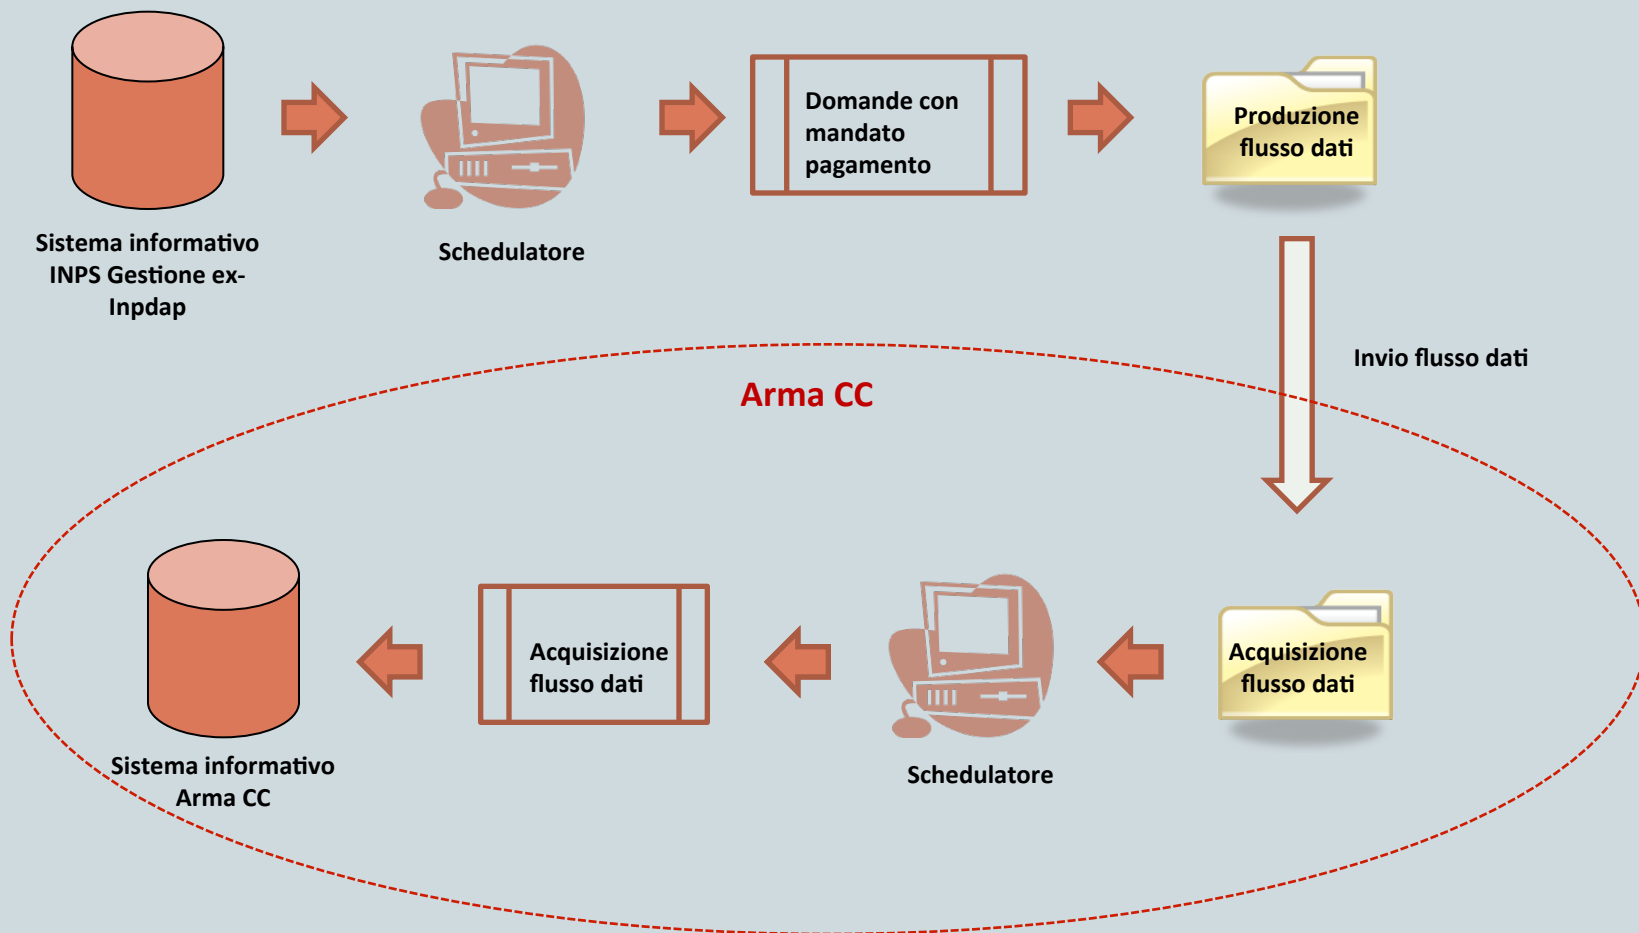 Domande con
mandato
pagamento
Produzione
flusso dati
Sistema informativo
INPS Gestione ex-
Inpdap
Schedulatore
Invio flusso dati
Arma CC
Acquisizione
flusso dati
Acquisizione
flusso dati
Sistema informativo
Arma CC
Schedulatore